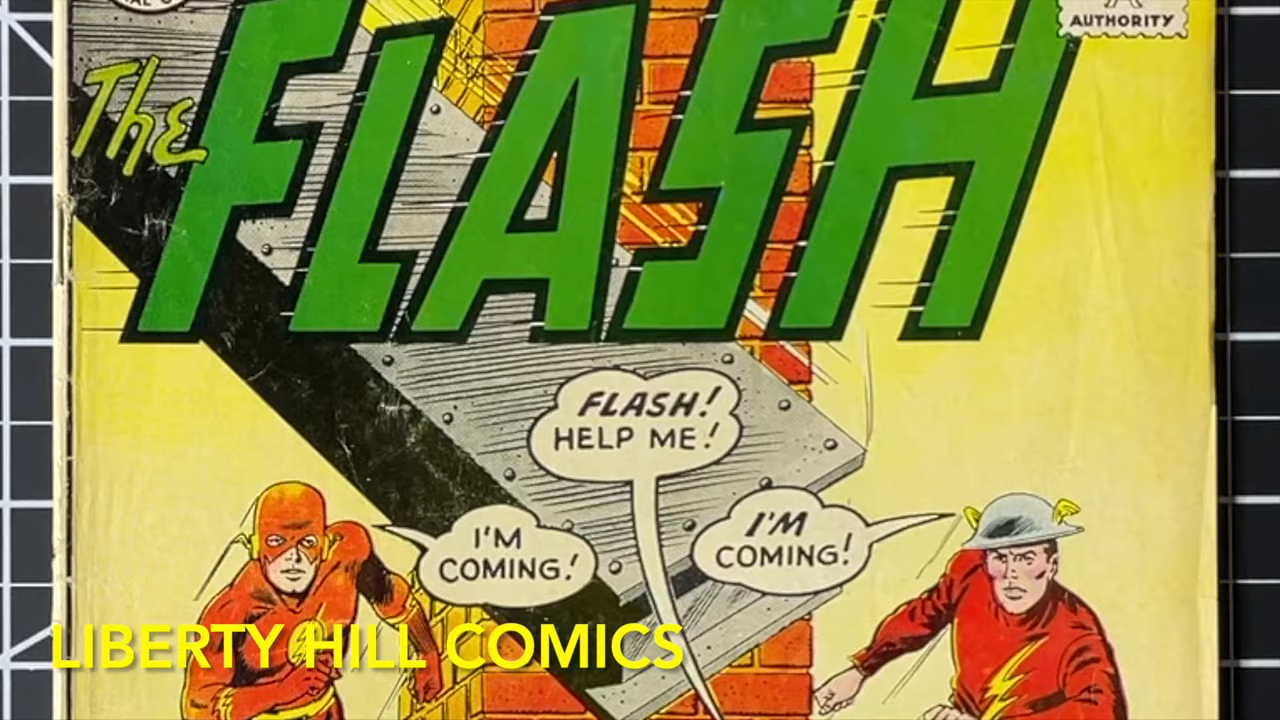 AUTHORITY
The
FLASH
FLASH!
HELP ME!
I'M
COMING!
I'M
COMING!
LIBERTY HILL COMICS